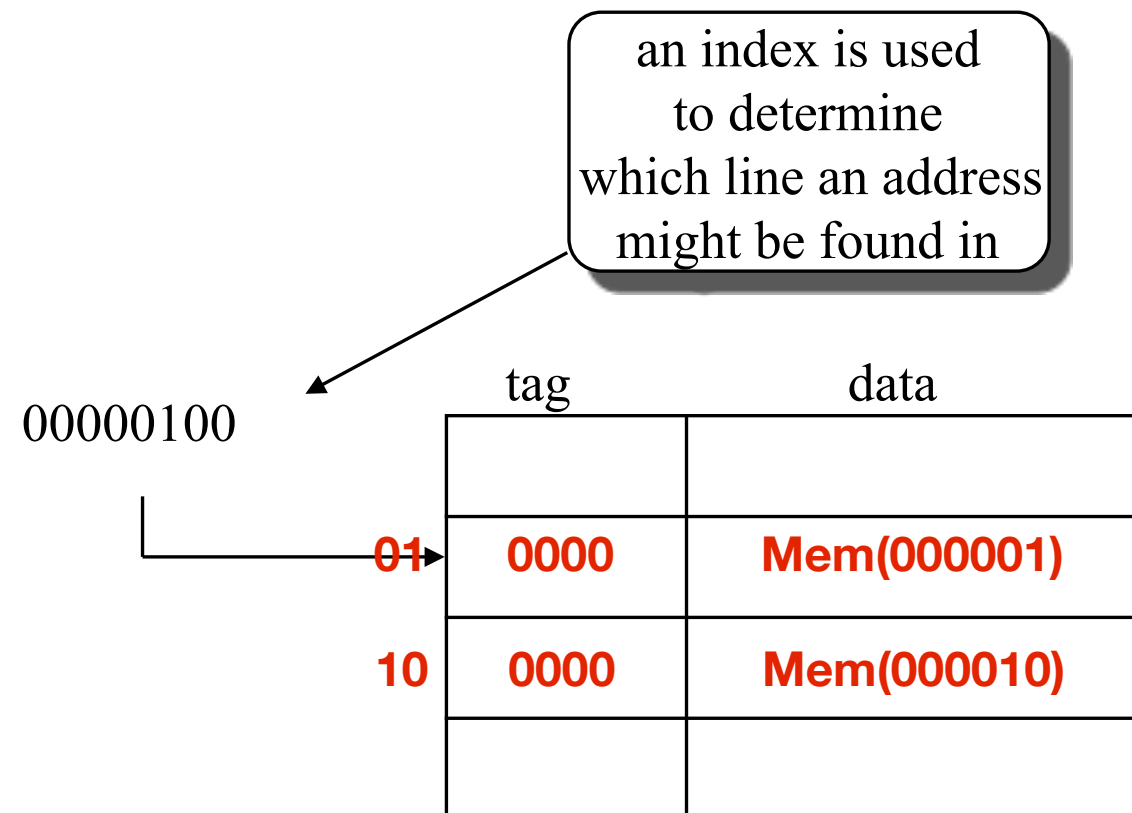 an index is used
to determine
which line an address
might be found in
tag data
00000100
01 0000 Mem(000001)
10 0000 Mem(000010)